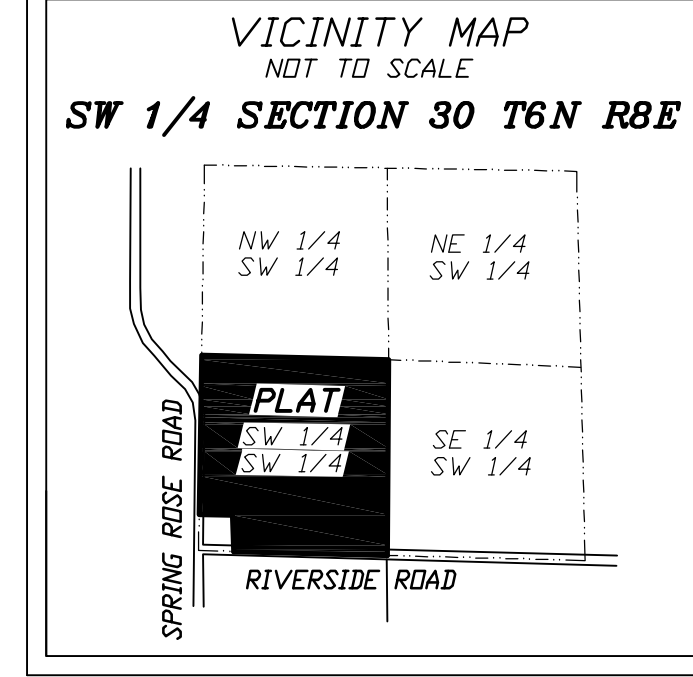 VICINITY MAP
NOT TO SCALE
SW 1/4 SECTION 30 T6N R8E
NW 1/4
SW 1/4
NE 1/4
SW 1/4
PLAT
SW 1/4
SW 1/4
SE 1/4
SW 1/4
SPRING ROSE ROAD
RIVERSIDE ROAD